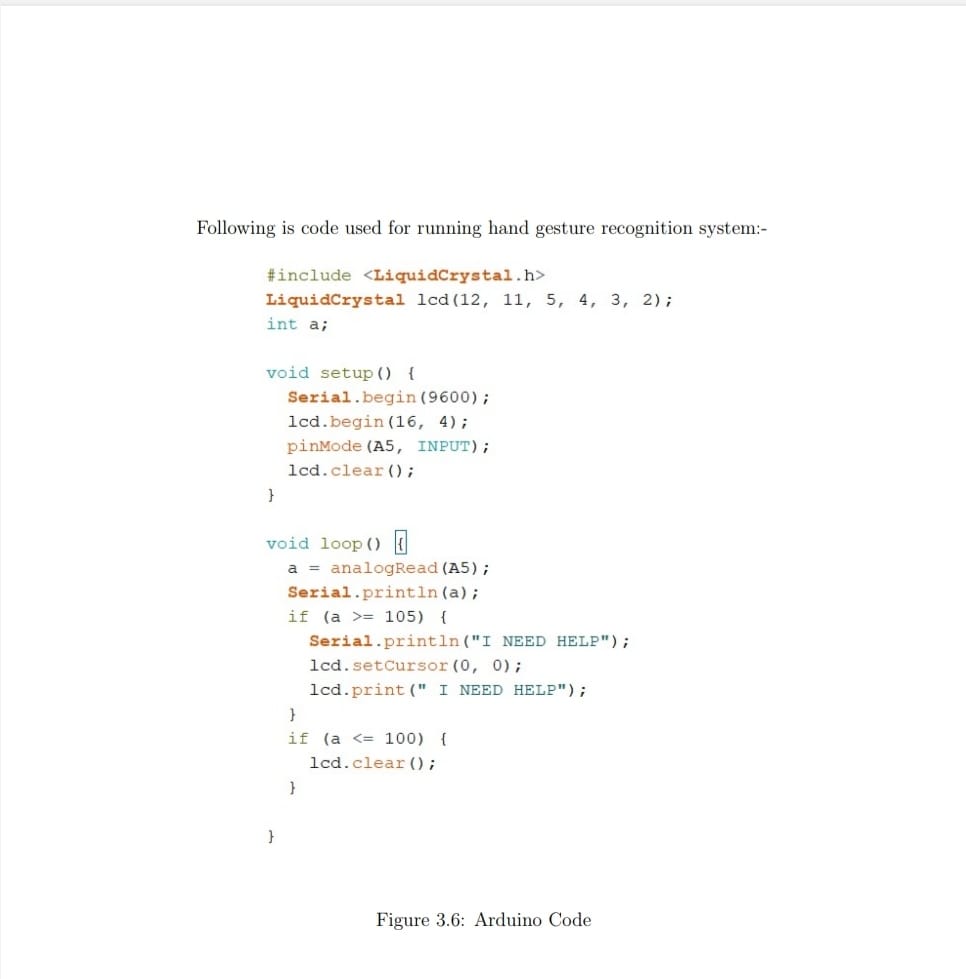 Following is code used for running hand gesture recognition system:-
#include <LiquidCrystal.h>
LiquidCrystal lcd(12, 11, 5, 4, 3, 2);
int a;
void setup() {
Serial.begin(9600);
lcd.begin(16, 4);
pinMode(A5, INPUT);
lcd.clear();
}
void loop() {
a = analogRead(A5);
Serial.println(a);
if (a >= 105) {
Serial.println("I NEED HELP");
lcd.setCursor(0, 0);
lcd.print(" I NEED HELP");
}
if (a <= 100) {
lcd.clear();
}
}
Figure 3.6: Arduino Code